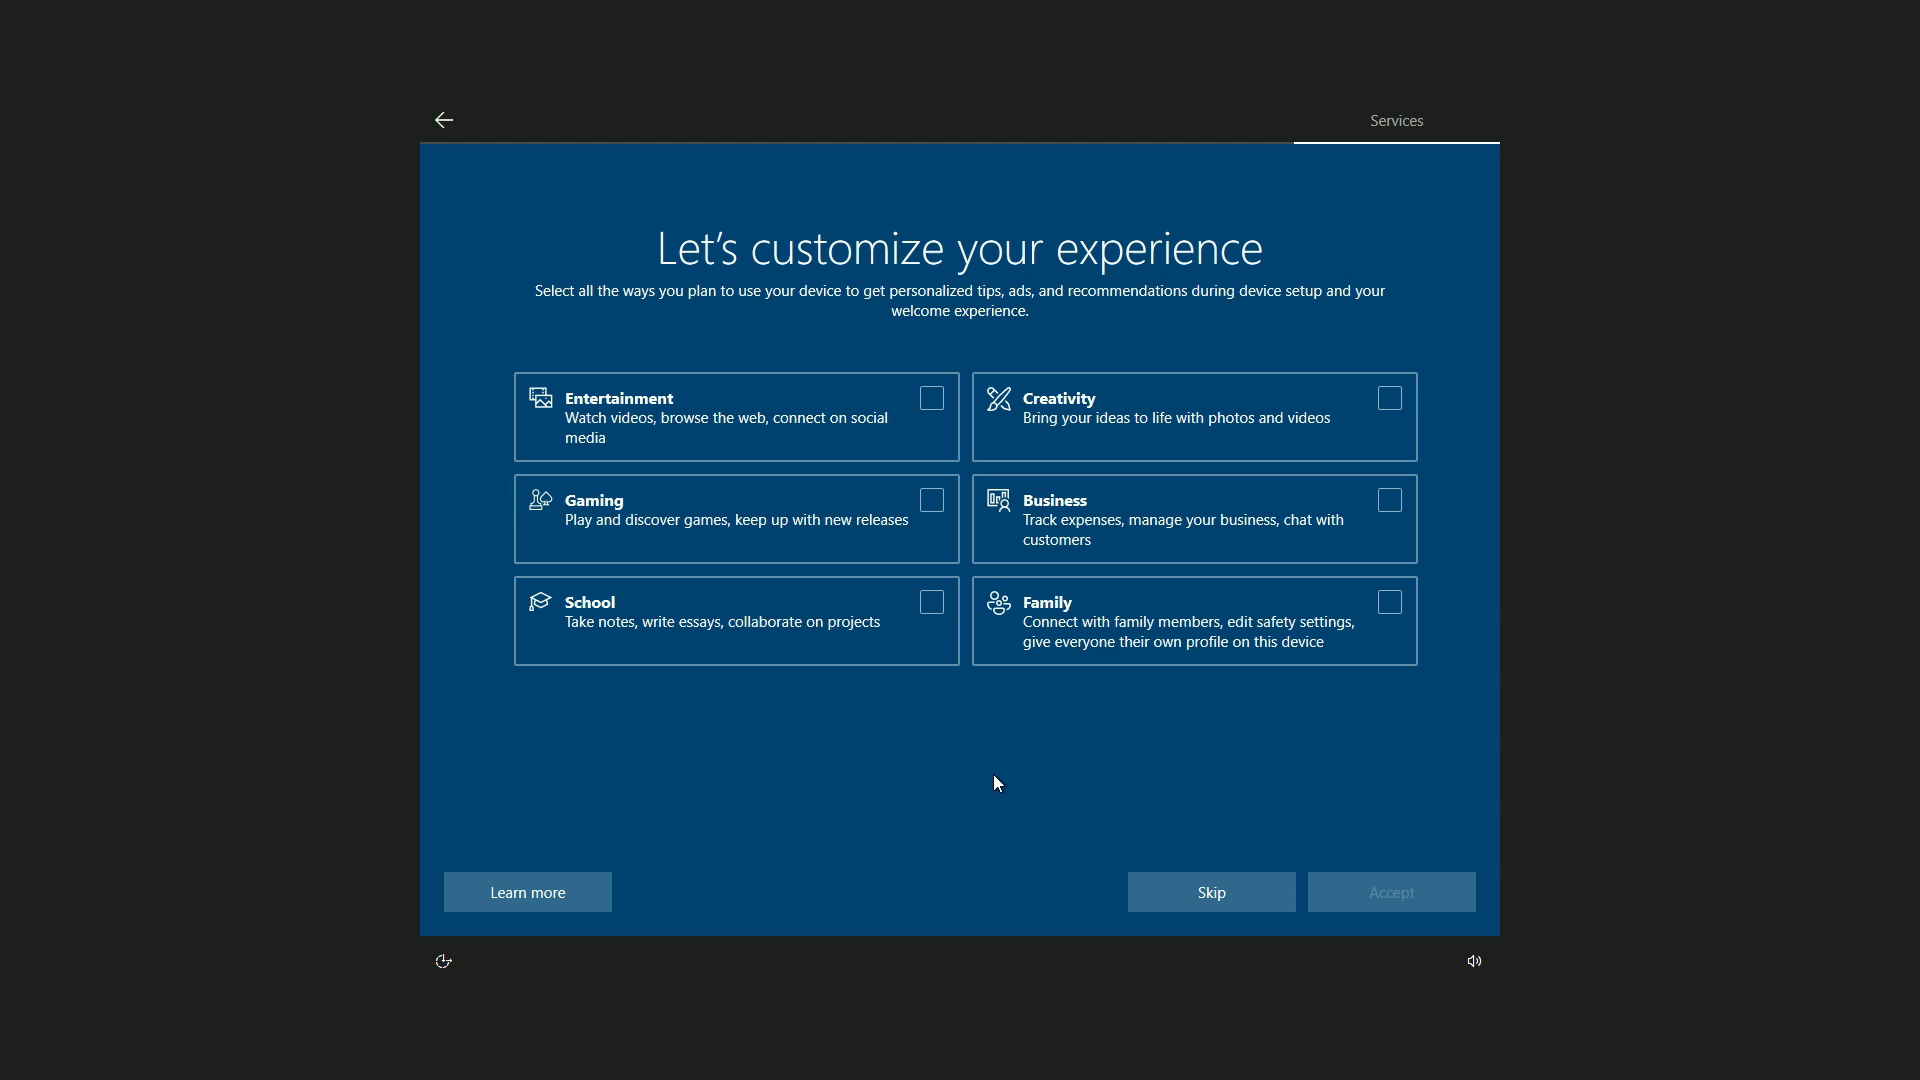 Services
Let's customize your experience
Select all the ways you plan to use your device to get personalized tips, ads, and recommendations during device setup and your
welcome experience.
Entertainment
Watch videos, browse the web, connect on social
media
Creativity
Bring your ideas to life with photos and videos
Gaming
Play and discover games, keep up with new releases
Business
Track expenses, manage your business, chat with
customers
School
Take notes, write essays, collaborate on projects
Family
Connect with family members, edit safety settings,
give everyone their own profile on this device
Learn more
Skip
Accept